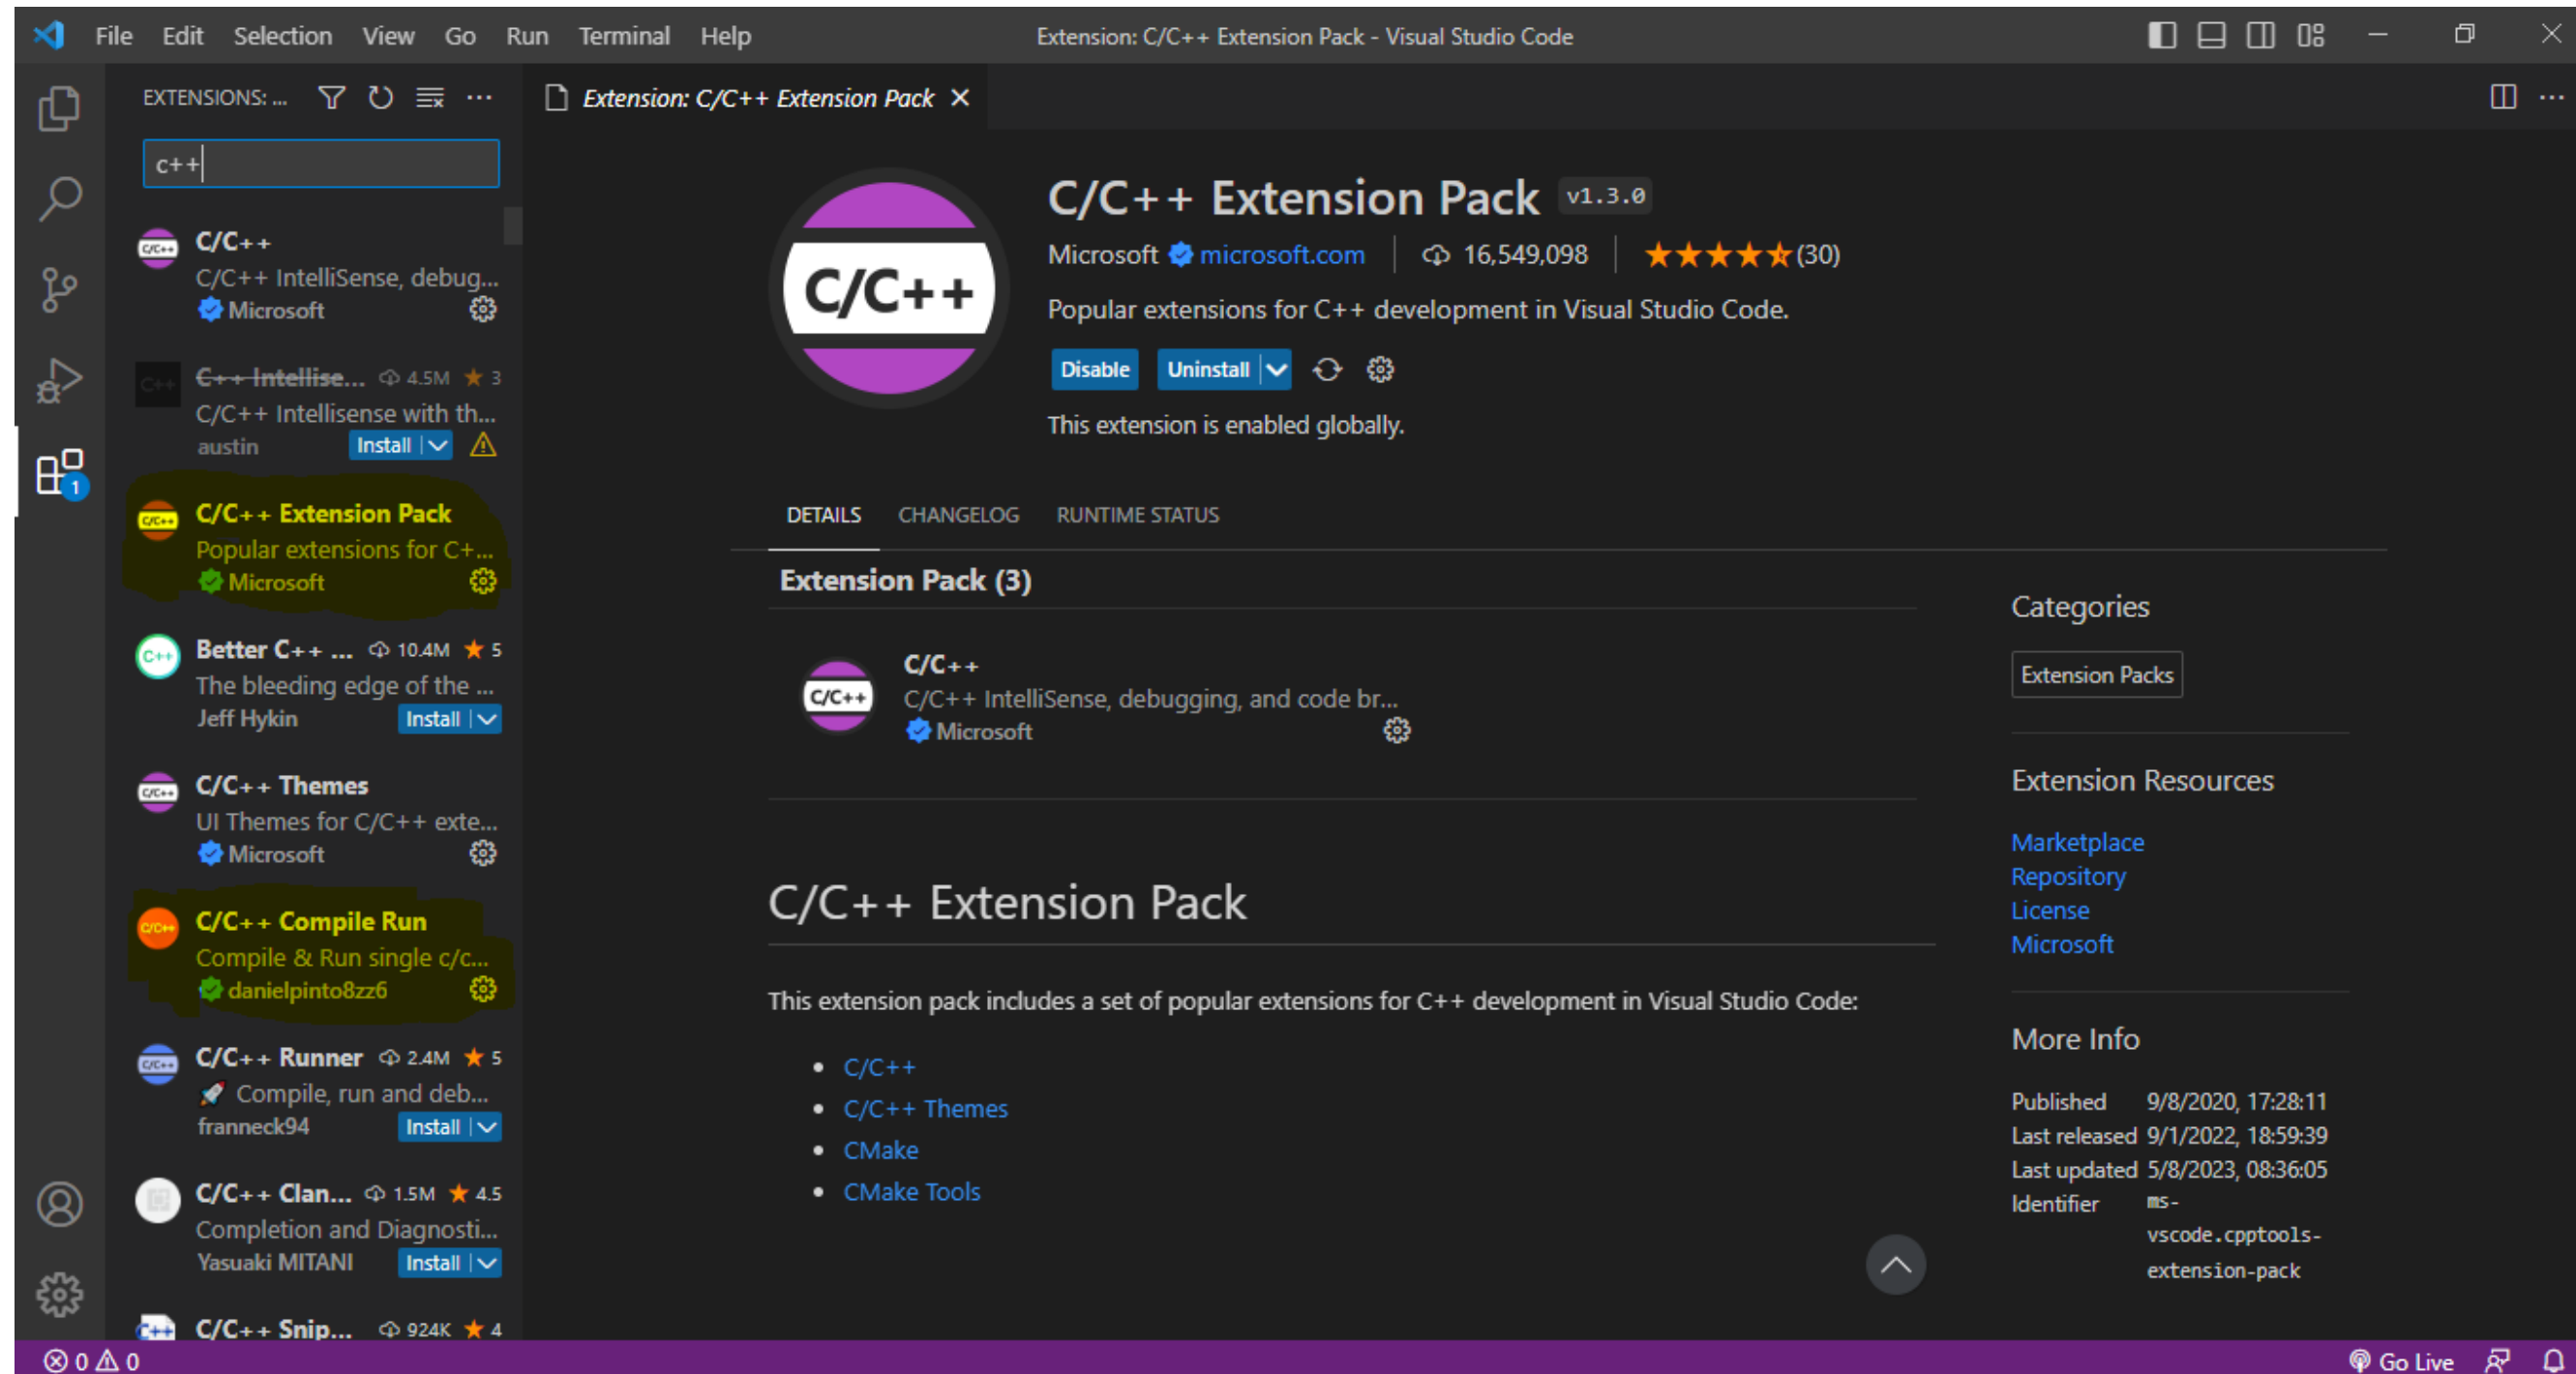 File Edit Selection View Go Run Terminal Help
Extension: C/C++ Extension Pack - Visual Studio Code
EXTENSIONS: ...
Extension: C/C++ Extension Pack
c++
C/C++
C/C++ IntelliSense, debug...
Microsoft
C++ Intellise... 4.5M 3
C/C++ Intellisense with th...
austin Install
1
C/C++ Extension Pack
Popular extensions for C+...
Microsoft
Better C++ ... 10.4M 5
The bleeding edge of the ...
Jeff Hykin Install
C/C++ Themes
UI Themes for C/C++ exte...
Microsoft
C/C++ Compile Run
Compile & Run single c/c...
danielpinto8zz6
C/C++ Runner 2.4M 5
Compile, run and deb...
franneck94 Install
C/C++ Clan... 1.5M 4.5
Completion and Diagnosti...
Yasuaki MITANI Install
C/C++ Snip... 924K 4
C/C++
C/C++ Extension Pack v1.3.0
Microsoft microsoft.com 16,549,098 (30)
Popular extensions for C++ development in Visual Studio Code.
Disable Uninstall
This extension is enabled globally.
DETAILS CHANGELOG RUNTIME STATUS
Extension Pack (3)
C/C++
C/C++
C/C++ IntelliSense, debugging, and code br...
Microsoft
C/C++ Extension Pack
This extension pack includes a set of popular extensions for C++ development in Visual Studio Code:
C/C++
C/C++ Themes
CMake
CMake Tools
Categories
Extension Packs
Extension Resources
Marketplace
Repository
License
Microsoft
More Info
Published 9/8/2020, 17:28:11
Last released 9/1/2022, 18:59:39
Last updated 5/8/2023, 08:36:05
Identifier ms-
vscode.cpptools-
extension-pack
0 0
Go Live